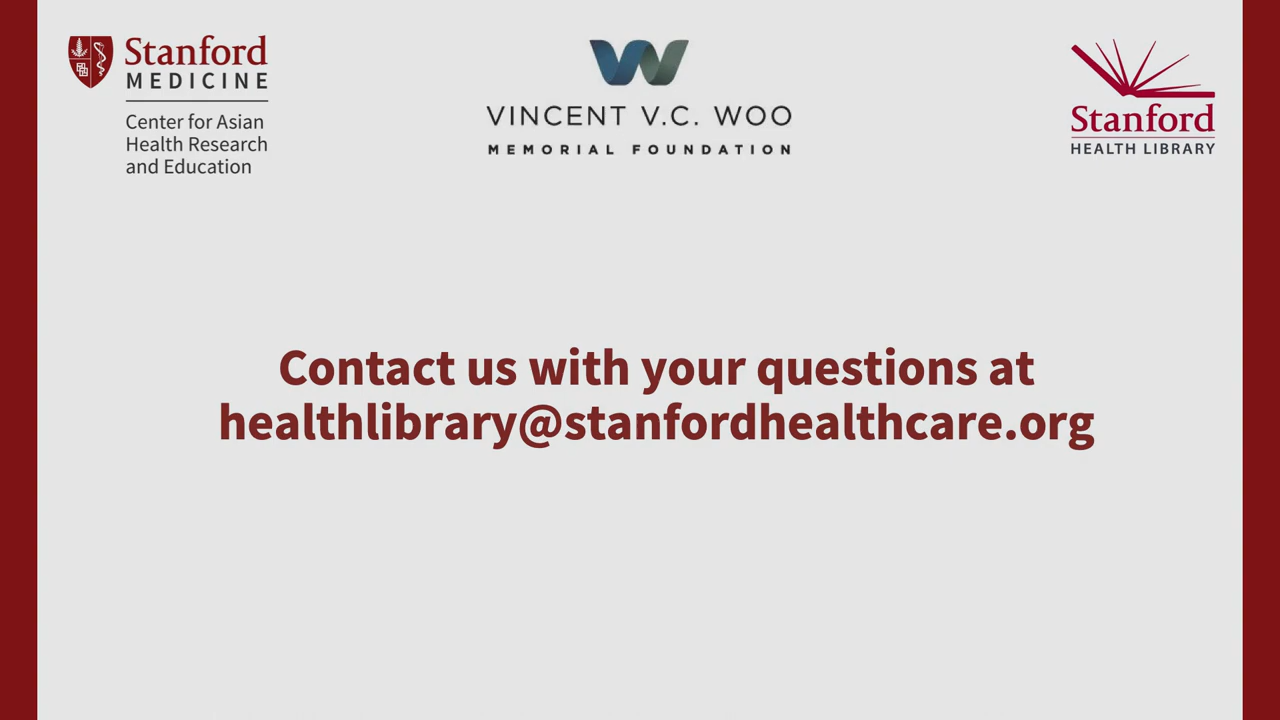 Stanford
MEDICINE
Center for Asian
Health Research
and Education
VINCENT V.C. WOO
MEMORIAL FOUNDATION
Stanford
HEALTH LIBRARY
Contact us with your questions at
healthlibrary@stanfordhealthcare.org